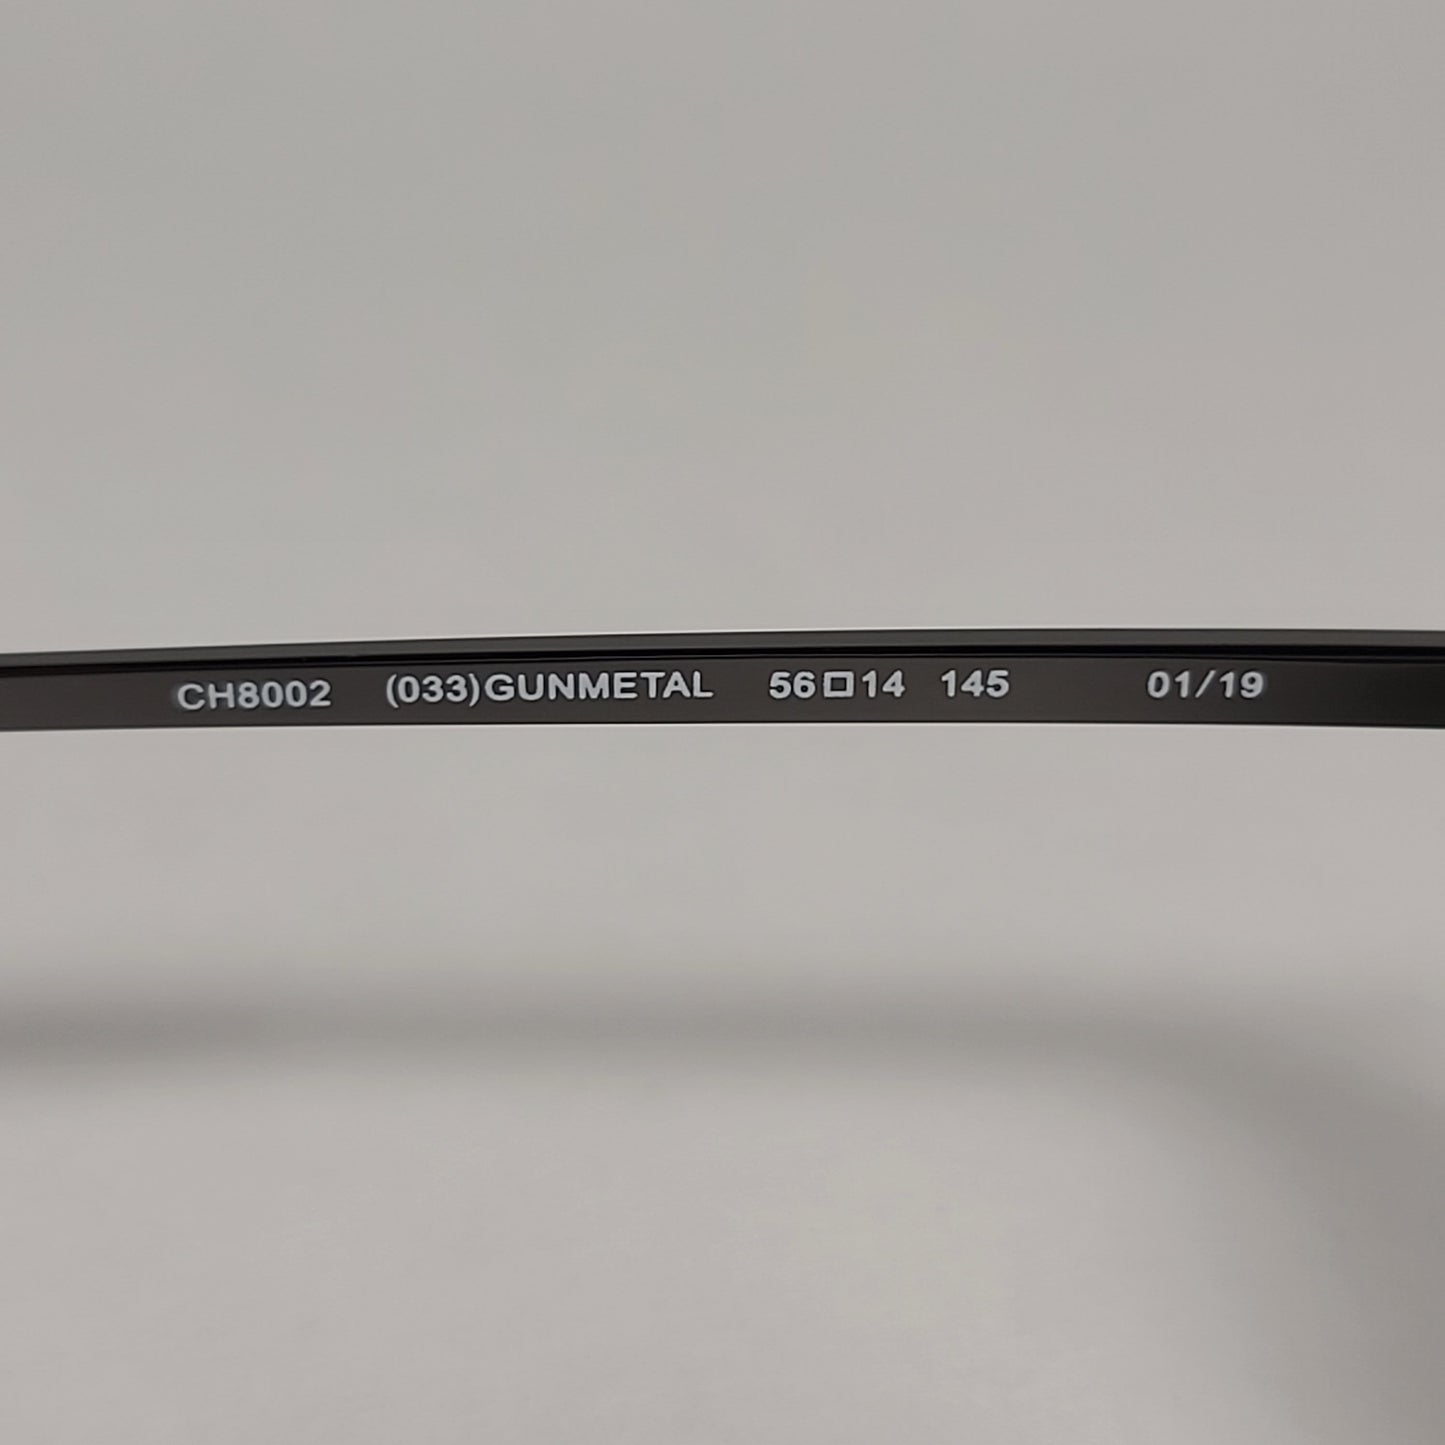 CH8002 (033)GUNMETAL 56□14 145 01/19